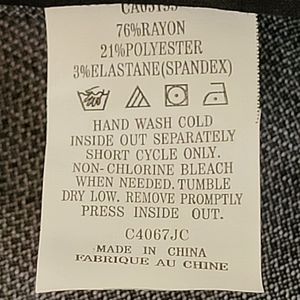 76%RAYON
21%POLYESTER
3%ELASTANE(SPANDEX)
HAND WASH COLD
INSIDE OUT SEPARATELY
SHORT CYCLE ONLY.
NON-CHLORINE BLEACH
WHEN NEEDED. TUMBLE
DRY LOW. REMOVE PROMPTLY
PRESS INSIDE OUT.
C4067JC
MADE IN CHINA
FABRIQUE AU CHINE